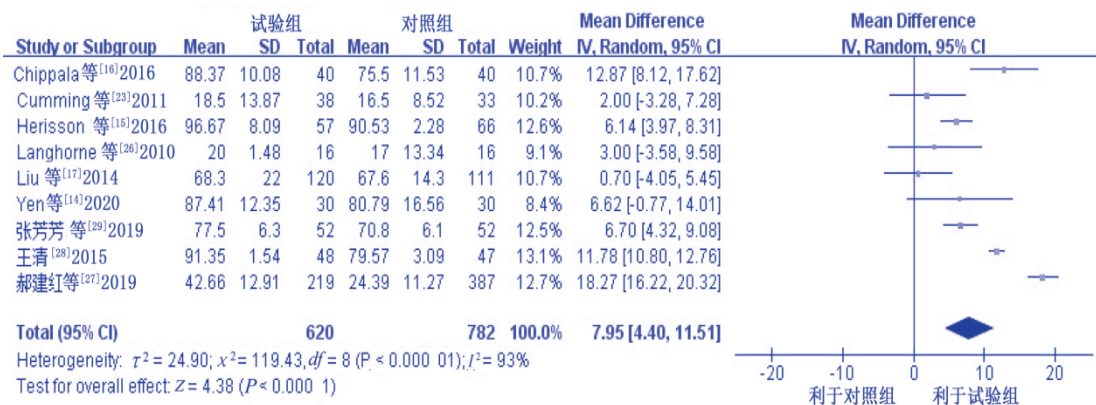 试验组 对照组 Mean Difference Mean Difference
Study or Subgroup Mean SD Total Mean SD Total Weight IV, Random, 95% CI IV, Random, 95% CI
Chippala等[16]2016 88.37 10.08 40 75.5 11.53 40 10.7% 12.87 [8.12, 17.62]
Cumming 等[23]2011 18.5 13.87 38 16.5 8.52 33 10.2% 2.00 [-3.28, 7.28]
Herisson 等[15]2016 96.67 8.09 57 90.53 2.28 66 12.6% 6.14 [3.97, 8.31]
Langhorne 等[26]2010 20 1.48 16 17 13.34 16 9.1% 3.00 [-3.58, 9.58]
Liu 等[17]2014 68.3 22 120 67.6 14.3 111 10.7% 0.70 [-4.05, 5.45]
Yen等[14]2020 87.41 12.35 30 80.79 16.56 30 8.4% 6.62 [-0.77, 14.01]
张芳芳 等[29]2019 77.5 6.3 52 70.8 6.1 52 12.5% 6.70 [4.32, 9.08]
王清[28]2015 91.35 1.54 48 79.57 3.09 47 13.1% 11.78 [10.80, 12.76]
郝建红等[27]2019 42.66 12.91 219 24.39 11.27 387 12.7% 18.27 [16.22, 20.32]
Total (95% CI) 620 782 100.0% 7.95 [4.40, 11.51]
Heterogeneity: τ² = 24.90; x² = 119.43, df = 8 (P < 0.000 01); I² = 93%
Test for overall effect: Z = 4.38 (P < 0.000 1)
-20 -10 0 10 20
利于对照组 利于试验组